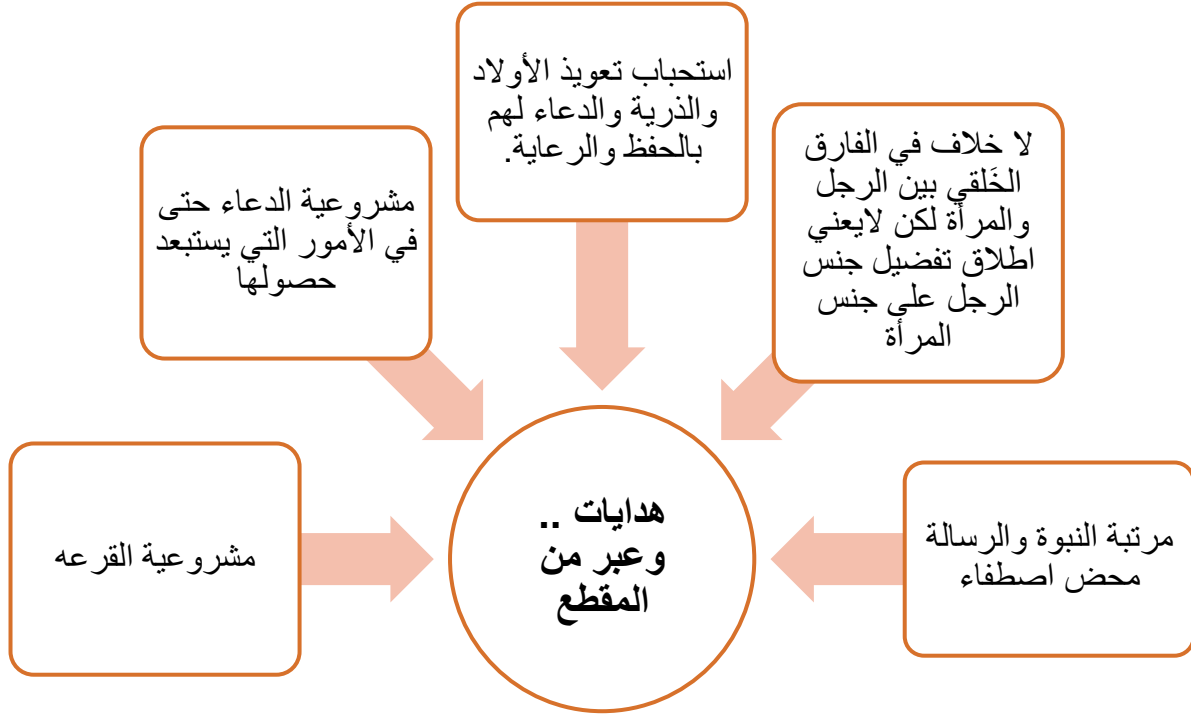 استحباب تعويذ الأولاد
والذرية والدعاء لهم
بالحفظ والرعاية.
لا خلاف في الفارق
الخَلقي بين الرجل
والمرأة لكن لايعني
اطلاق تفضيل جنس
الرجل على جنس
المرأة
مشروعية الدعاء حتى
في الأمور التي يستبعد
حصولها
هدايات ..
وعبر من
المقطع
مرتبة النبوة والرسالة
محض اصطفاء
مشروعية القرعه